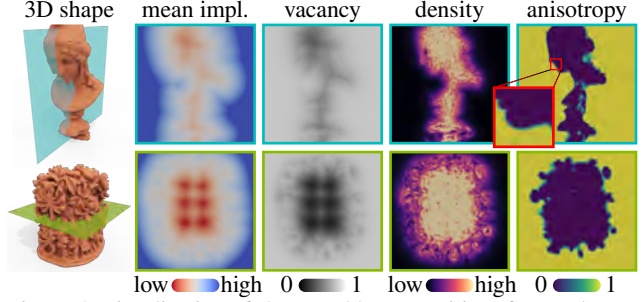 3D shape mean impl. vacancy density anisotropy
low high 0 1 low high 0 1